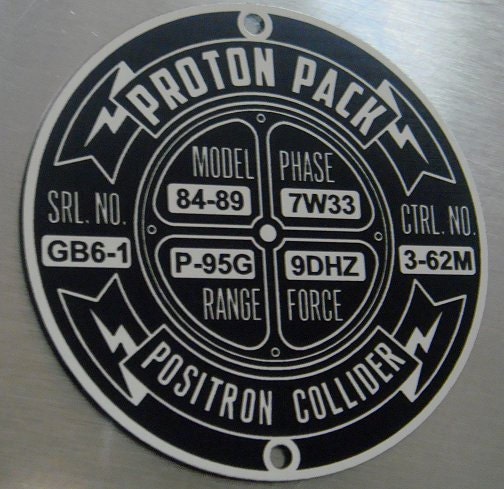 PROTON PACK
MODEL PHASE
84-89 7W33
SRL. NO. CTRL. NO.
GB6-1 3-62M
P-95G 9DHZ
RANGE FORCE
POSITRON COLLIDER